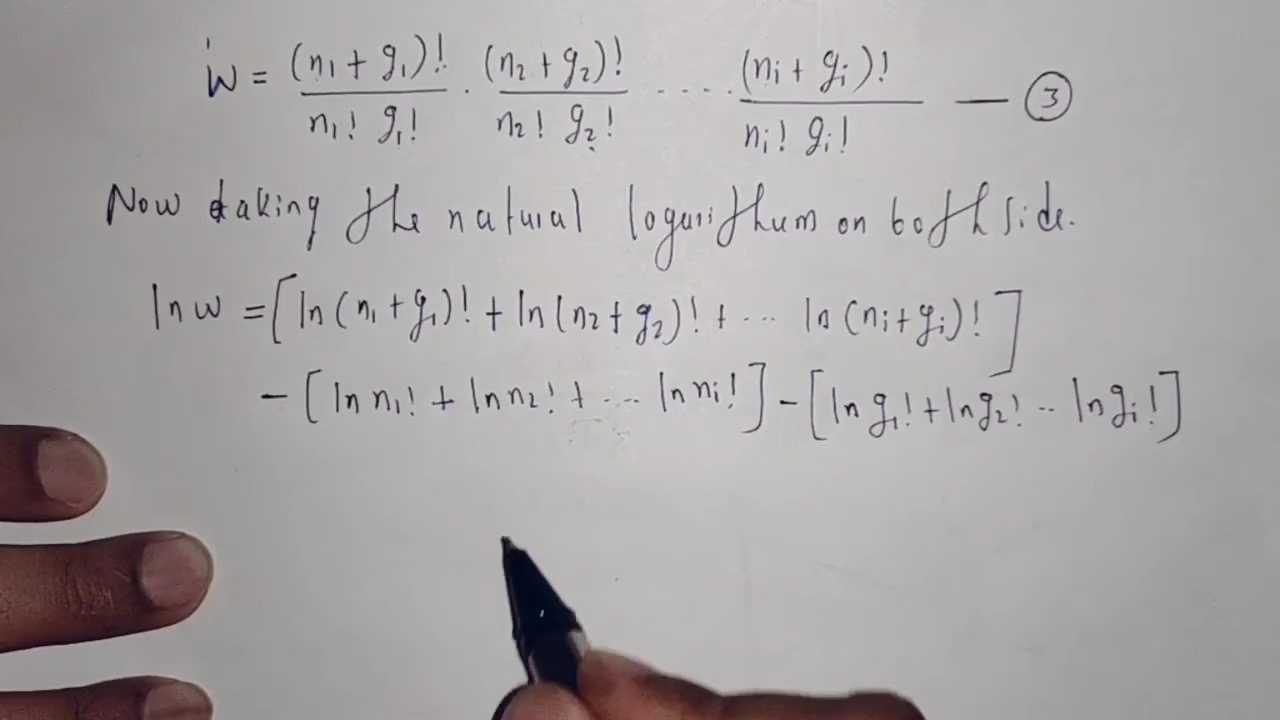 W = (n₁ + g₁)! / n₁! g₁! · (n₂ + g₂)! / n₂! g₂! ..... (nᵢ + gᵢ)! / nᵢ! gᵢ! — ③
Now taking the natural logarithum on both side.
ln w = [ln (n₁ + g₁)! + ln (n₂ + g₂)! + ... ln (nᵢ + gᵢ)!]
- [ln n₁! + ln n₂! + ... ln nᵢ!] - [ln g₁! + ln g₂! .. ln gᵢ!]